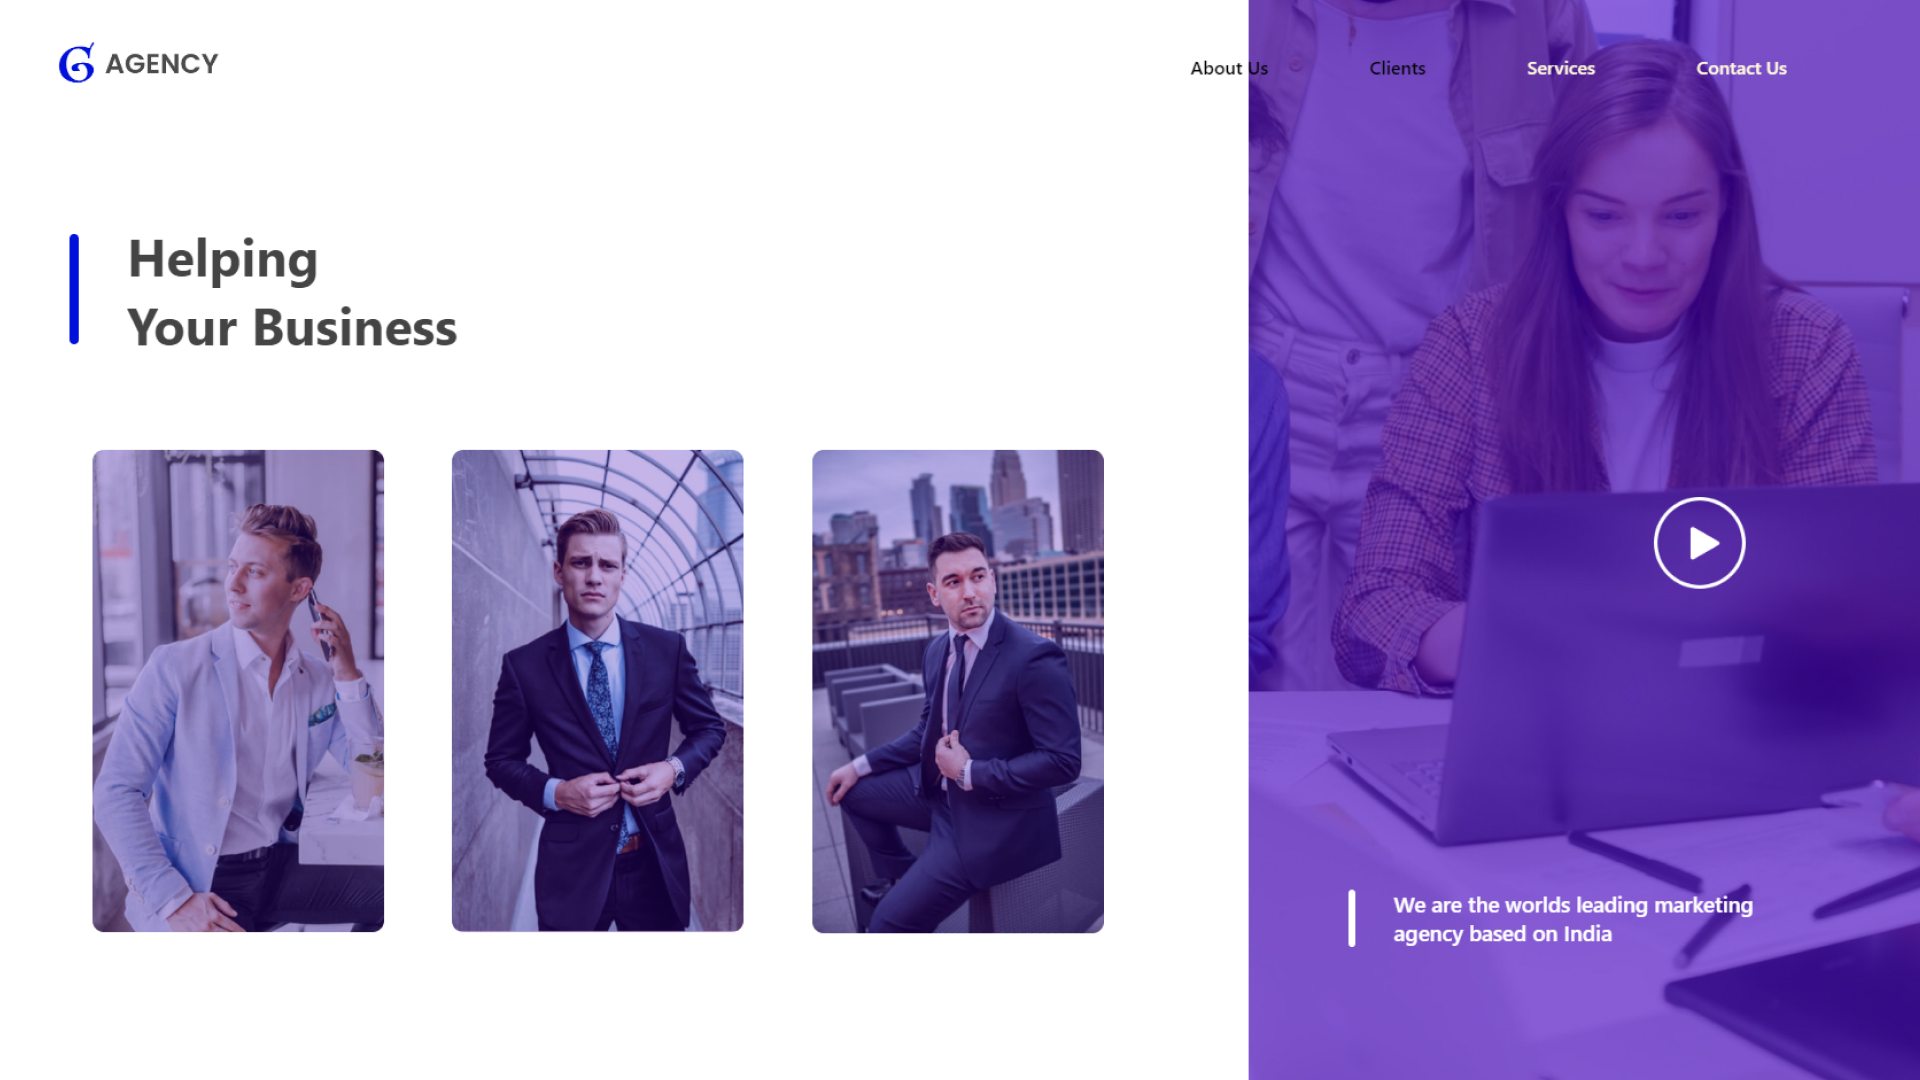 G AGENCY
About Us Clients Services Contact Us
Helping
Your Business
We are the worlds leading marketing
agency based on India